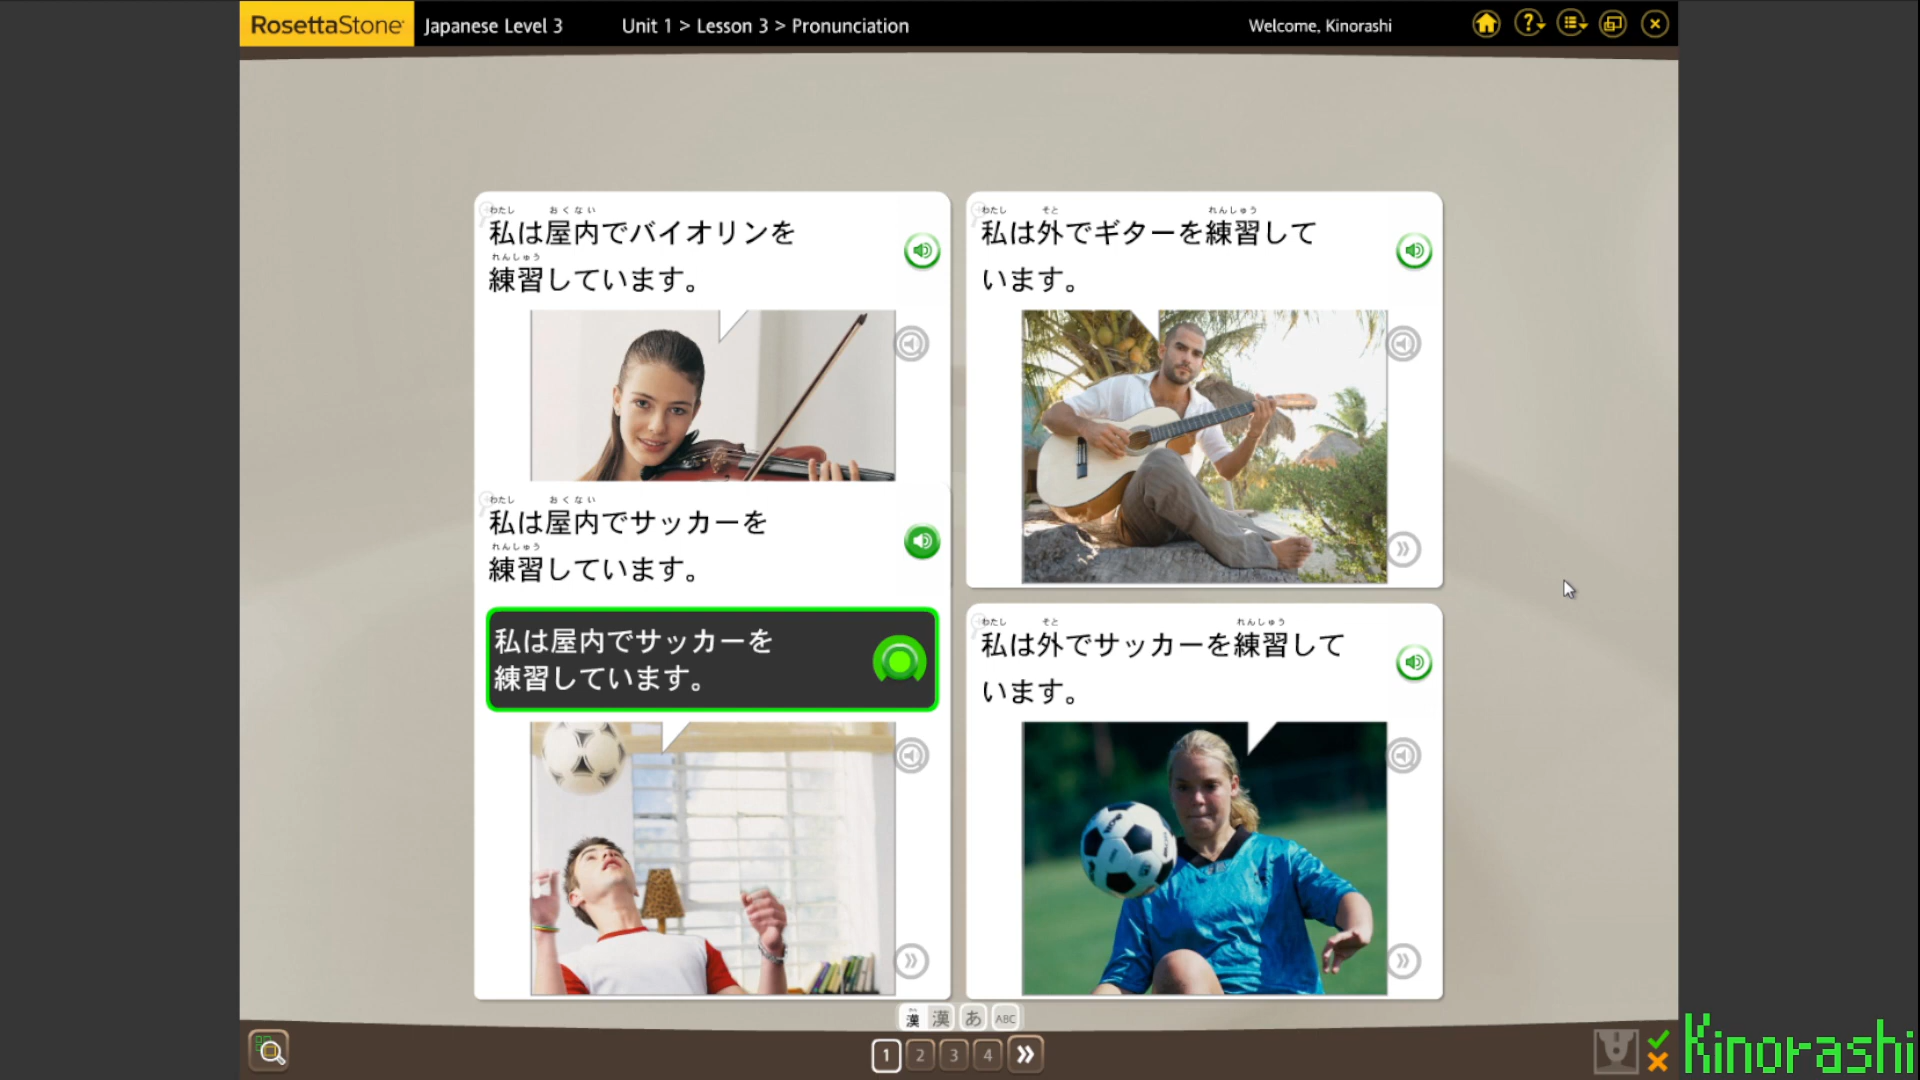 RosettaStone
Japanese Level 3
Unit 1 > Lesson 3 > Pronunciation
Welcome, Kinorashi
わたし おくない
私は屋内でバイオリンを
れんしゅう
練習しています。
わたし そと れんしゅう
私は外でギターを練習して
います。
わたし おくない
私は屋内でサッカーを
れんしゅう
練習しています。
私は屋内でサッカーを
練習しています。
わたし そと れんしゅう
私は外でサッカーを練習して
います。
漢 漢 あ ABC
1 2 3 4
Kinorashi